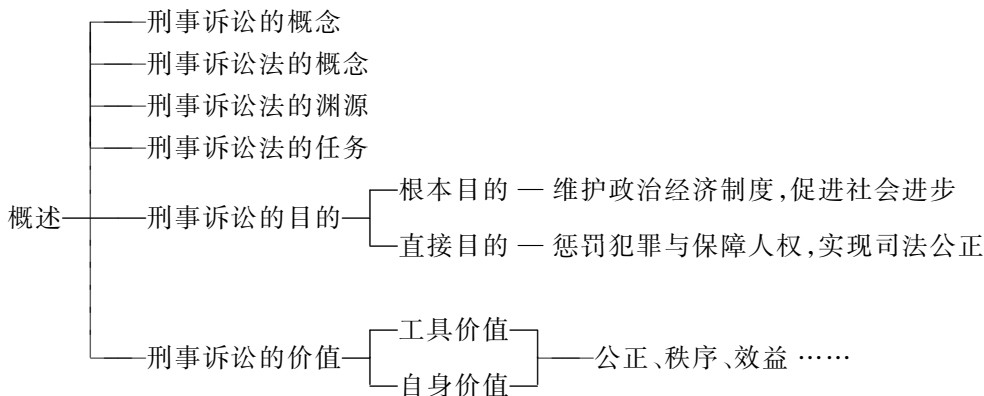 刑事诉讼的概念
刑事诉讼法的概念
刑事诉讼法的渊源
刑事诉讼法的任务
概述
刑事诉讼的目的
根本目的 — 维护政治经济制度,促进社会进步
直接目的 — 惩罚犯罪与保障人权,实现司法公正
刑事诉讼的价值
工具价值
自身价值
公正、秩序、效益 ……